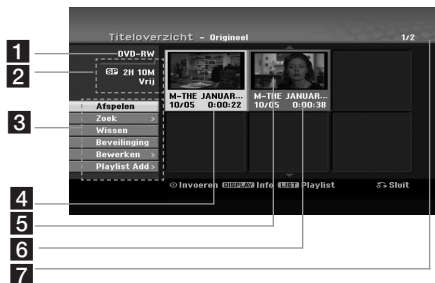 Titeloverzicht - Origineel
1/2
1
DVD-RW
2
SP 2H 10M
Vrij
3
Afspelen
Zoek >
Wissen
Beveilinging
Bewerken >
Playlist Add >
M-THE JANUAR...
10/05 0:00:22
M-THE JANUAR...
10/05 0:00:38
Invoeren DISPLAY Info LIST Playlist
Sluit
4
5
6
7